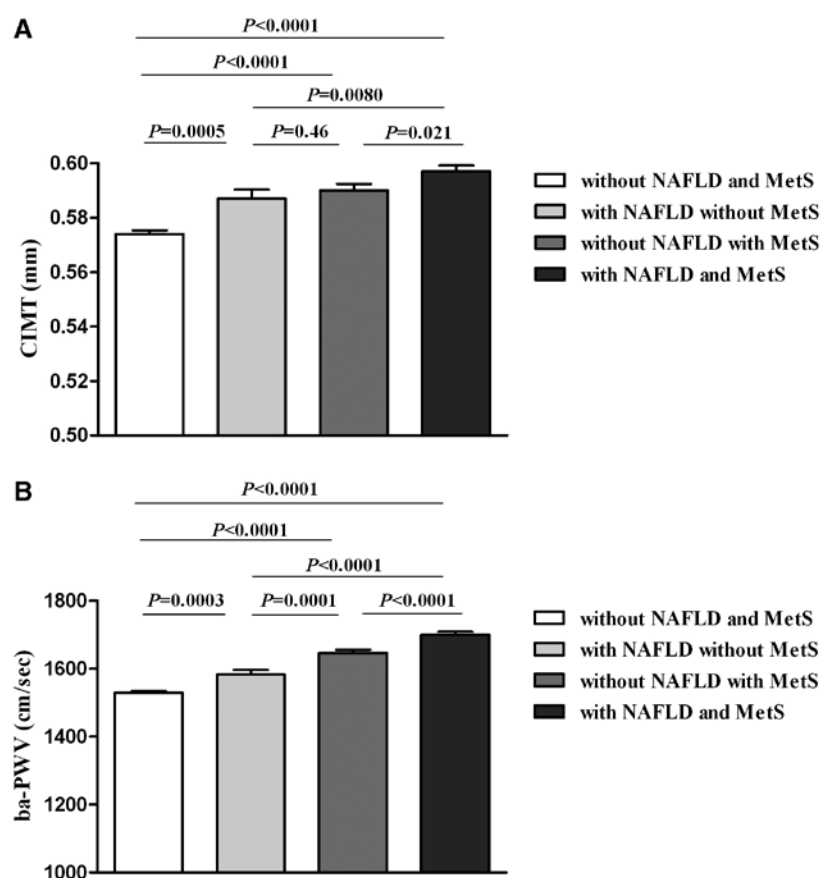 A
P<0.0001
P<0.0001
P=0.0080
P=0.0005 P=0.46 P=0.021
0.60
0.58
0.56
0.54
0.52
0.50
CIMT (mm)
without NAFLD and MetS
with NAFLD without MetS
without NAFLD with MetS
with NAFLD and MetS
B
P<0.0001
P<0.0001
P<0.0001
P=0.0003 P=0.0001 P<0.0001
1800
1600
1400
1200
1000
ba-PWV (cm/sec)
without NAFLD and MetS
with NAFLD without MetS
without NAFLD with MetS
with NAFLD and MetS